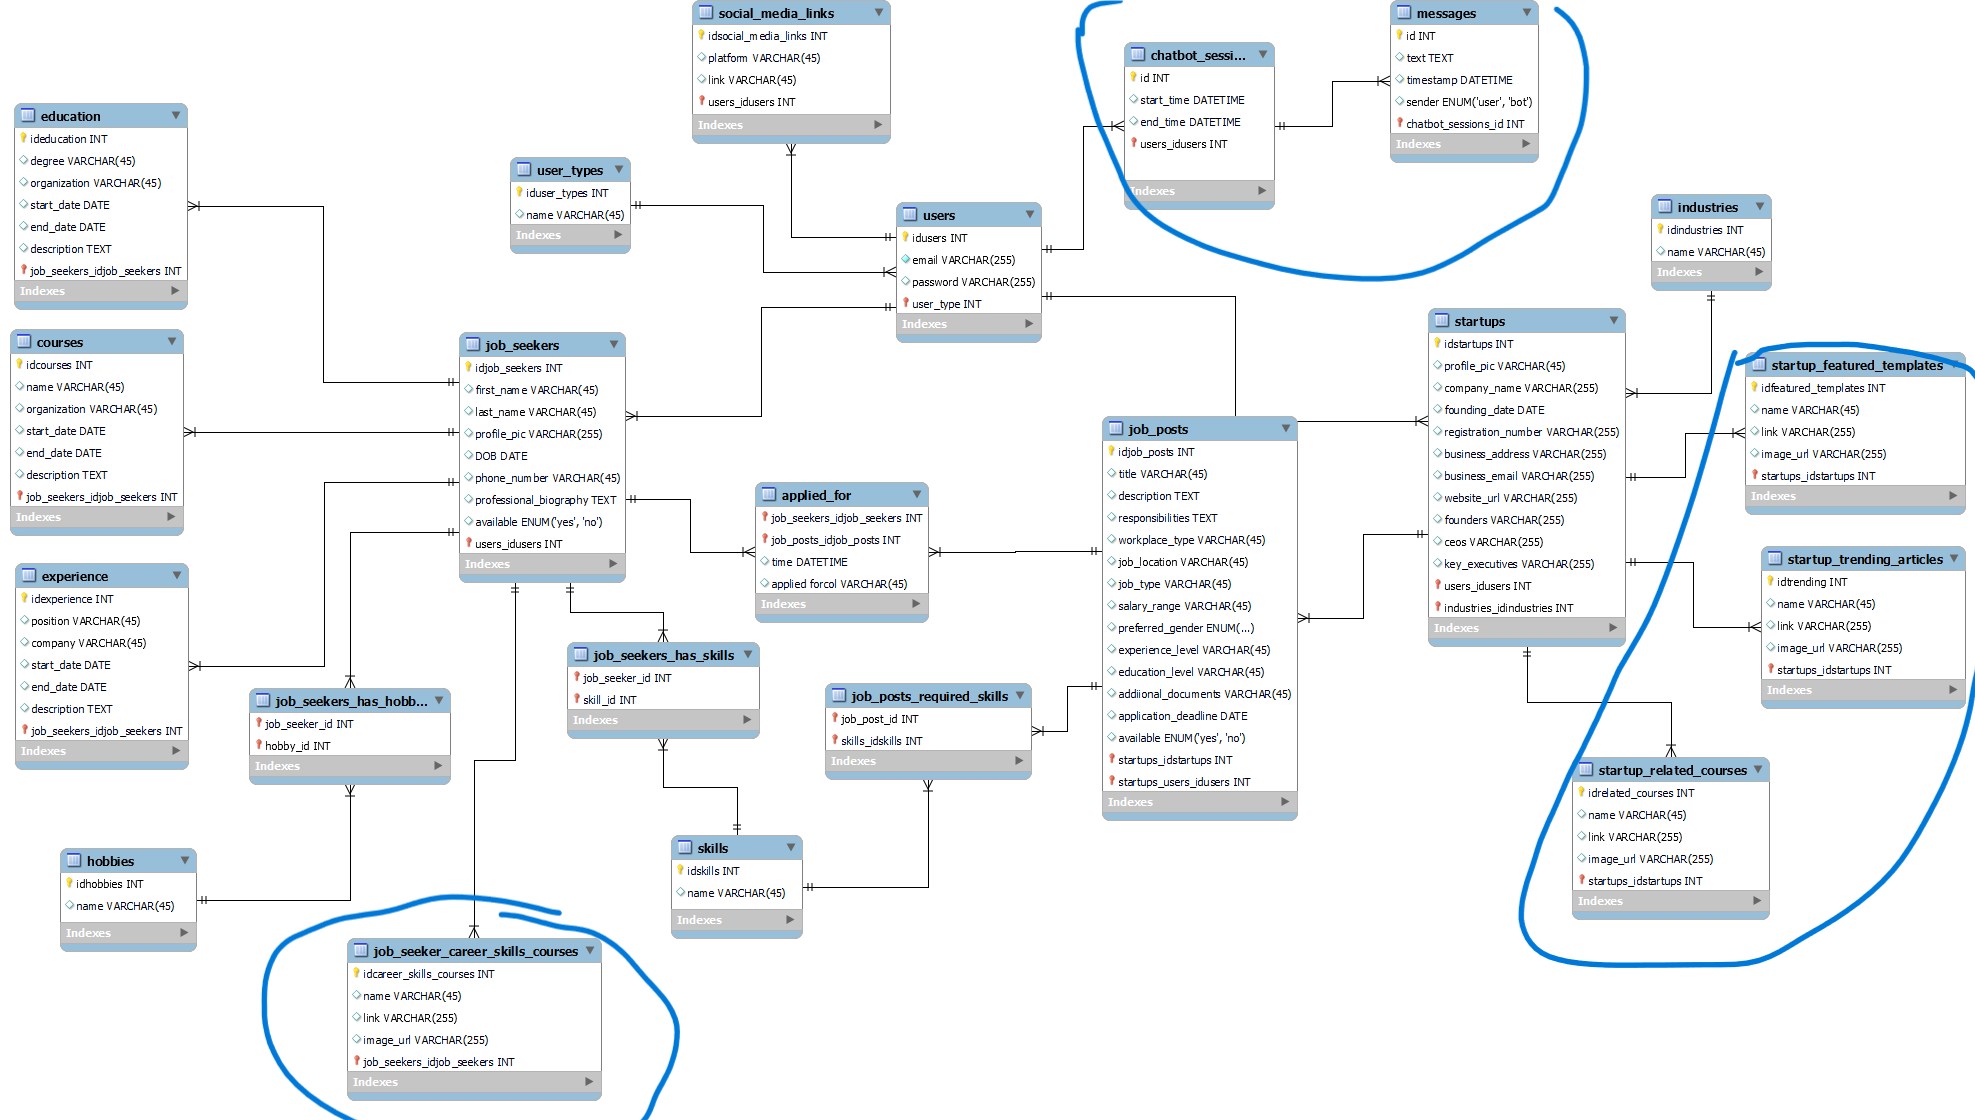 social_media_links
idsocial_media_links INT
platform VARCHAR(45)
link VARCHAR(45)
users_idusers INT
Indexes
chatbot_sessi...
id INT
start_time DATETIME
end_time DATETIME
users_idusers INT
Indexes
messages
id INT
text TEXT
timestamp DATETIME
sender ENUM('user', 'bot')
chatbot_sessions_id INT
Indexes
education
ideducation INT
degree VARCHAR(45)
organization VARCHAR(45)
start_date DATE
end_date DATE
description TEXT
job_seekers_idjob_seekers INT
Indexes
user_types
iduser_types INT
name VARCHAR(45)
Indexes
users
idusers INT
email VARCHAR(255)
password VARCHAR(255)
user_type INT
Indexes
industries
idindustries INT
name VARCHAR(45)
Indexes
courses
idcourses INT
name VARCHAR(45)
organization VARCHAR(45)
start_date DATE
end_date DATE
description TEXT
job_seekers_idjob_seekers INT
Indexes
job_seekers
idjob_seekers INT
first_name VARCHAR(45)
last_name VARCHAR(45)
profile_pic VARCHAR(255)
DOB DATE
phone_number VARCHAR(45)
professional_biography TEXT
available ENUM('yes', 'no')
users_idusers INT
Indexes
startups
idstartups INT
profile_pic VARCHAR(45)
company_name VARCHAR(255)
founding_date DATE
registration_number VARCHAR(255)
business_address VARCHAR(255)
business_email VARCHAR(255)
website_url VARCHAR(255)
founders VARCHAR(255)
ceos VARCHAR(255)
key_executives VARCHAR(255)
users_idusers INT
industries_idindustries INT
Indexes
startup_featured_templates
idfeatured_templates INT
name VARCHAR(45)
link VARCHAR(255)
image_url VARCHAR(255)
startups_idstartups INT
Indexes
job_posts
idjob_posts INT
title VARCHAR(45)
description TEXT
responsibilities TEXT
workplace_type VARCHAR(45)
job_location VARCHAR(45)
job_type VARCHAR(45)
salary_range VARCHAR(45)
preferred_gender ENUM(...)
experience_level VARCHAR(45)
education_level VARCHAR(45)
addiional_documents VARCHAR(45)
application_deadline DATE
available ENUM('yes', 'no')
startups_idstartups INT
startups_users_idusers INT
Indexes
applied_for
job_seekers_idjob_seekers INT
job_posts_idjob_posts INT
time DATETIME
applied forcol VARCHAR(45)
Indexes
startup_trending_articles
idtrending INT
name VARCHAR(45)
link VARCHAR(255)
image_url VARCHAR(255)
startups_idstartups INT
Indexes
experience
idexperience INT
position VARCHAR(45)
company VARCHAR(45)
start_date DATE
end_date DATE
description TEXT
job_seekers_idjob_seekers INT
Indexes
job_seekers_has_hobb...
job_seeker_id INT
hobby_id INT
Indexes
job_seekers_has_skills
job_seeker_id INT
skill_id INT
Indexes
job_posts_required_skills
job_post_id INT
skills_idskills INT
Indexes
startup_related_courses
idrelated_courses INT
name VARCHAR(45)
link VARCHAR(255)
image_url VARCHAR(255)
startups_idstartups INT
Indexes
hobbies
idhobbies INT
name VARCHAR(45)
Indexes
skills
idskills INT
name VARCHAR(45)
Indexes
job_seeker_career_skills_courses
idcareer_skills_courses INT
name VARCHAR(45)
link VARCHAR(255)
image_url VARCHAR(255)
job_seekers_idjob_seekers INT
Indexes